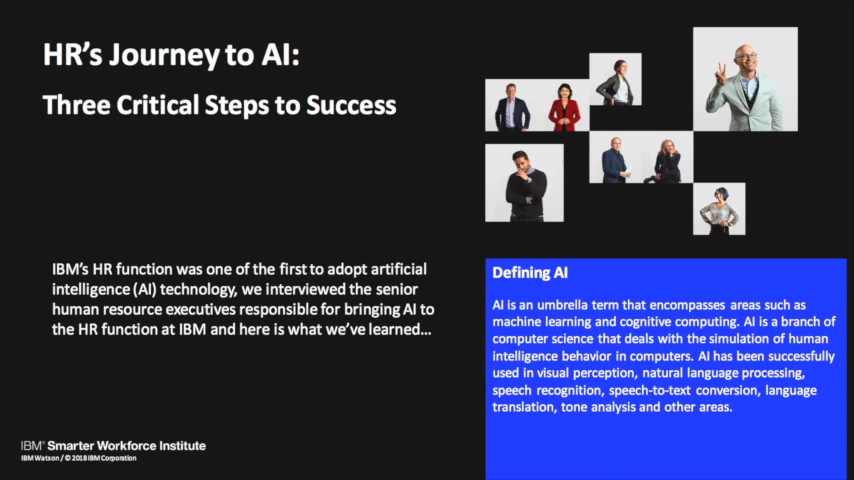 HR’s Journey to AI:
Three Critical Steps to Success
IBM’s HR function was one of the first to adopt artificial
intelligence (AI) technology, we interviewed the senior
human resource executives responsible for bringing AI to
the HR function at IBM and here is what we’ve learned…
Defining AI
AI is an umbrella term that encompasses areas such as
machine learning and cognitive computing. AI is a branch of
computer science that deals with the simulation of human
intelligence behavior in computers. AI has been successfully
used in visual perception, natural language processing,
speech recognition, speech-to-text conversion, language
translation, tone analysis and other areas.
IBM™ Smarter Workforce Institute
IBM Watson / © 2018 IBM Corporation